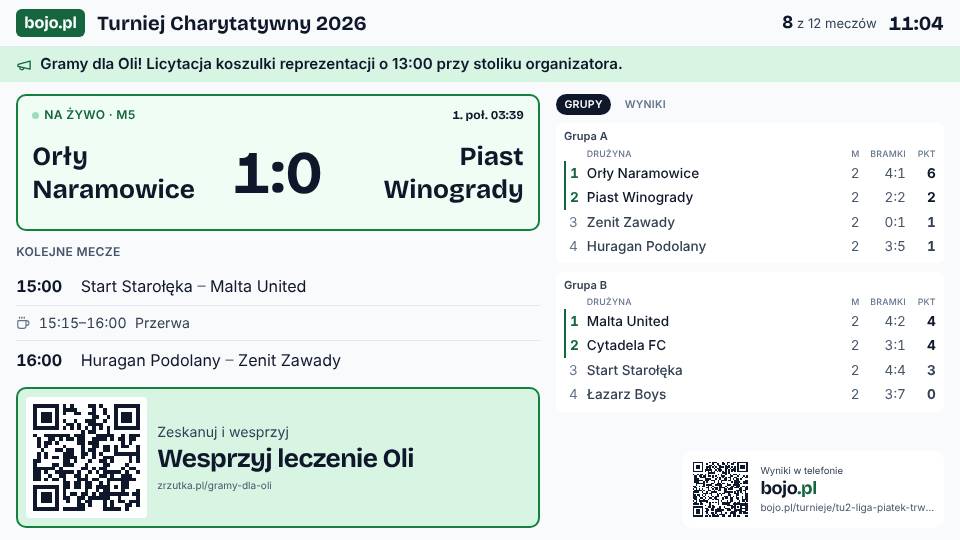 bojo.pl Turniej Charytatywny 2026 8 z 12 meczów 11:04
Gramy dla Oli! Licytacja koszulki reprezentacji o 13:00 przy stoliku organizatora.
NA ŻYWO · M5 1. poł. 03:39
Orły Naramowice 1:0 Piast Winogrady
KOLEJNE MECZE
15:00 Start Starołęka – Malta United
15:15–16:00 Przerwa
16:00 Huragan Podolany – Zenit Zawady
Zeskanuj i wesprzyj
Wesprzyj leczenie Oli
zrzutka.pl/gramy-dla-oli
GRUPY WYNIKI
Grupa A
DRUŻYNA M BRAMKI PKT
1 Orły Naramowice 2 4:1 6
2 Piast Winogrady 2 2:2 2
3 Zenit Zawady 2 0:1 1
4 Huragan Podolany 2 3:5 1
Grupa B
DRUŻYNA M BRAMKI PKT
1 Malta United 2 4:2 4
2 Cytadela FC 2 3:1 4
3 Start Starołęka 2 4:4 3
4 Łazarz Boys 2 3:7 0
Wyniki w telefonie
bojo.pl
bojo.pl/turnieje/tu2-liga-piatek-trw...